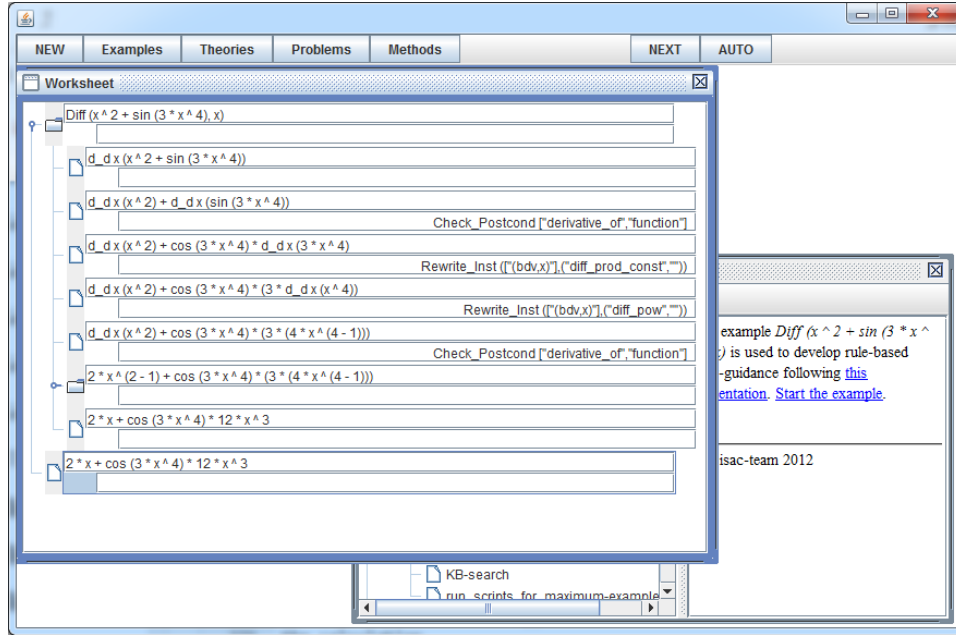 NEW Examples Theories Problems Methods NEXT AUTO
Worksheet
Diff (x ^ 2 + sin (3 * x ^ 4), x)
d_d x (x ^ 2 + sin (3 * x ^ 4))
d_d x (x ^ 2) + d_d x (sin (3 * x ^ 4))
Check_Postcond ["derivative_of","function"]
d_d x (x ^ 2) + cos (3 * x ^ 4) * d_d x (3 * x ^ 4)
Rewrite_Inst (["(bdv,x)"],("diff_prod_const",""))
d_d x (x ^ 2) + cos (3 * x ^ 4) * (3 * d_d x (x ^ 4))
Rewrite_Inst (["(bdv,x)"],("diff_pow",""))
d_d x (x ^ 2) + cos (3 * x ^ 4) * (3 * (4 * x ^ (4 - 1)))
Check_Postcond ["derivative_of","function"]
2 * x ^ (2 - 1) + cos (3 * x ^ 4) * (3 * (4 * x ^ (4 - 1)))
2 * x + cos (3 * x ^ 4) * 12 * x ^ 3
2 * x + cos (3 * x ^ 4) * 12 * x ^ 3
example Diff (x ^ 2 + sin (3 * x ^
) is used to develop rule-based
-guidance following this
entation. Start the example.
isac-team 2012
KB-search
run_scripts_for_maximum-example